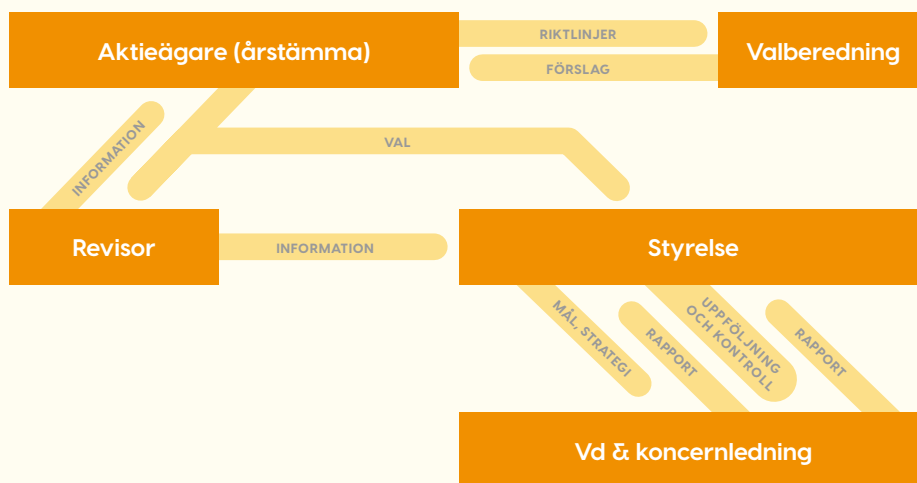 Aktieägare (årstämma)
RIKTLINJER
FÖRSLAG
Valberedning
INFORMATION
VAL
Revisor
INFORMATION
Styrelse
MÅL, STRATEGI
RAPPORT
UPPFÖLJNING
OCH KONTROLL
RAPPORT
Vd & koncernledning